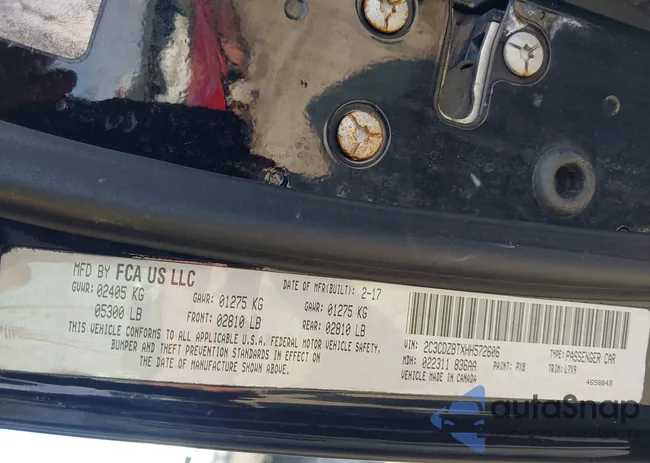 MFD BY FCA US LLC
DATE OF MFR(BUILT): 2-17
GVWR: 02405 KG
GAWR: 01275 KG
GAWR: 01275 KG
05300 LB
FRONT: 02810 LB
REAR: 02810 LB
THIS VEHICLE CONFORMS TO ALL APPLICABLE U.S.A. FEDERAL MOTOR VEHICLE SAFETY,
BUMPER AND THEFT PREVENTION STANDARDS IN EFFECT ON
THE DATE OF MANUFACTURE SHOWN ABOVE.
VIN: 2C3CDZBTXHH572606
TYPE: PASSENGER CAR
MDH: 022311 836AA
PAINT: PX8
TRIM: LTX9
VEHICLE MADE IN CANADA
4658843
autoSnap